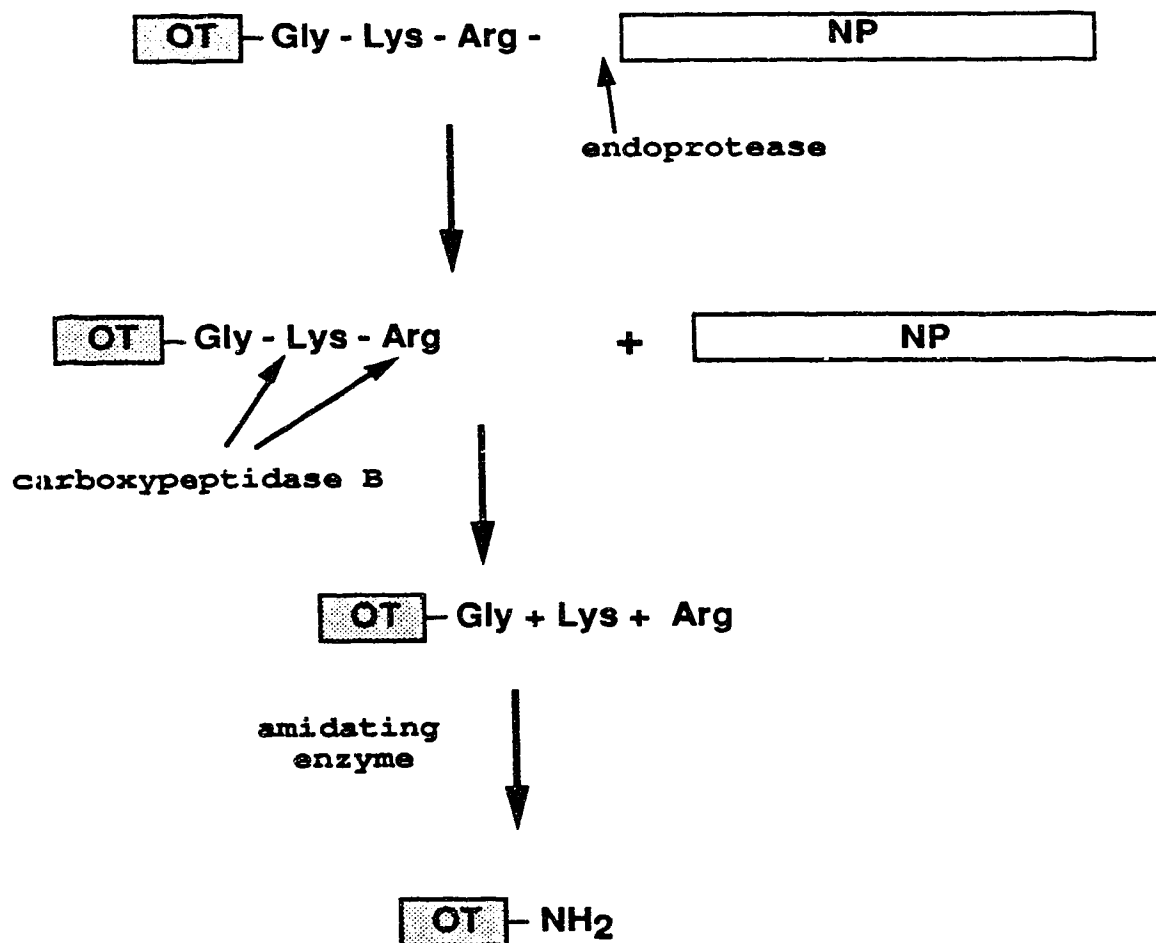 OT - Gly - Lys - Arg - NP
endoprotease
OT - Gly - Lys - Arg + NP
carboxypeptidase B
OT - Gly + Lys + Arg
amidating
enzyme
OT - NH2